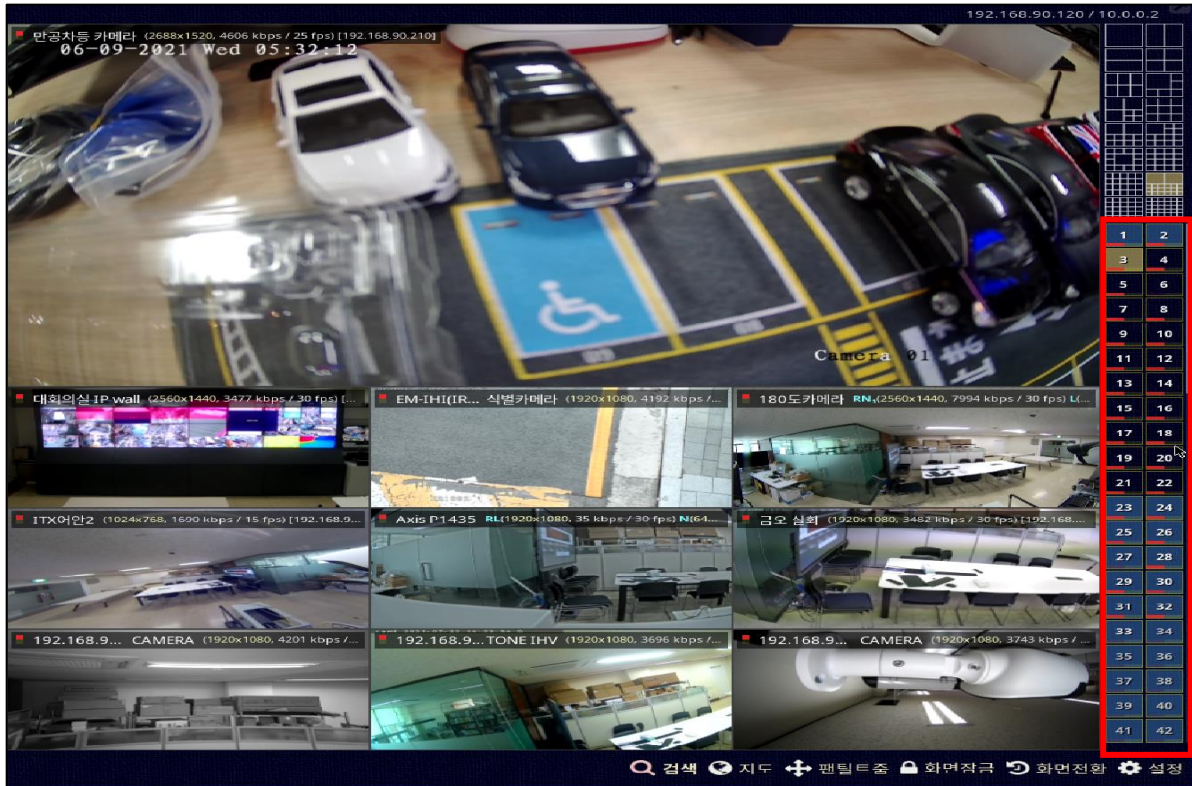 192.168.90.120 / 10.0.0.2
만공차등 카메라 (2688x1520, 4606 kbps / 25 fps) [192.168.90.210]
06-09-2021 Wed 05:32:12
Camera 01
대회의실 IP wall (2560x1440, 3477 kbps / 30 fps) [...
EM-IHI(IR... 식별카메라 (1920x1080, 4192 kbps /...
180도카메라 RN,(2560x1440, 7994 kbps / 30 fps) L(...
ITX어안2 (1024x768, 1690 kbps / 15 fps) [192.168.9...
Axis P1435 RL(1920x1080, 35 kbps / 30 fps) N(64...
금오 실회 (1920x1080, 3482 kbps / 30 fps) [192.168....
192.168.9... CAMERA (1920x1080, 4201 kbps /...
192.168.9... TONE IHV (1920x1080, 3696 kbps /...
192.168.9... CAMERA (1920x1080, 3743 kbps / ...
1 2
3 4
5 6
7 8
9 10
11 12
13 14
15 16
17 18
19 20
21 22
23 24
25 26
27 28
29 30
31 32
33 34
35 36
37 38
39 40
41 42
검색 지도 팬틸트줌 화면잠금 화면전환 설정